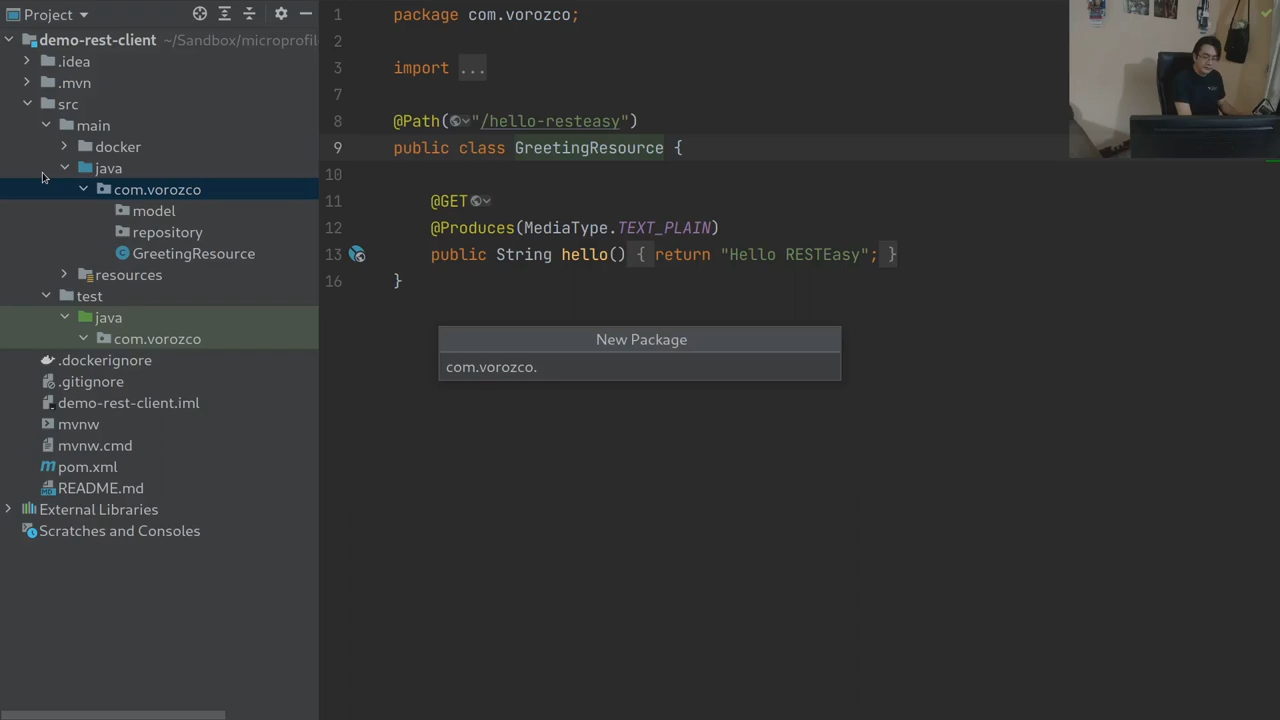 Project
demo-rest-client ~/Sandbox/microprofil
.idea
.mvn
src
main
docker
java
com.vorozco
model
repository
GreetingResource
resources
test
java
com.vorozco
.dockerignore
.gitignore
demo-rest-client.iml
mvnw
mvnw.cmd
pom.xml
README.md
External Libraries
Scratches and Consoles
1 package com.vorozco;
2
3 import ...
7
8 @Path("/hello-resteasy")
9 public class GreetingResource {
10
11 @GET
12 @Produces(MediaType.TEXT_PLAIN)
13 public String hello() { return "Hello RESTEasy"; }
16 }
New Package
com.vorozco.